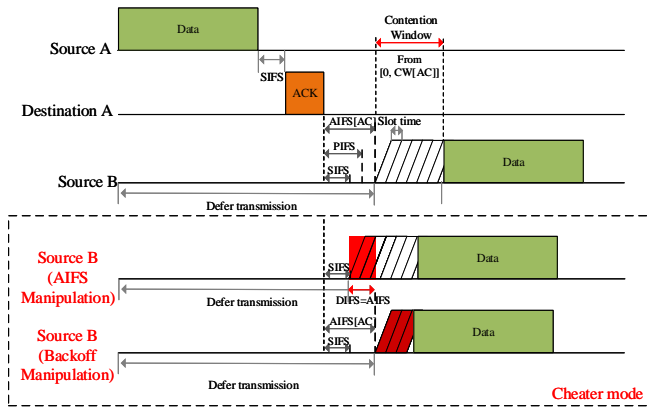 Contention
Window
Data
Source A
From
[0, CW[AC]]
SIFS
ACK
Destination A
AIFS[AC]
Slot time
PIFS
SIFS
Data
Source B
Defer transmission
Source B
(AIFS
Manipulation)
SIFS
Data
Defer transmission
DIFS=AIFS
AIFS[AC]
Source B
(Backoff
Manipulation)
SIFS
Data
Defer transmission
Cheater mode